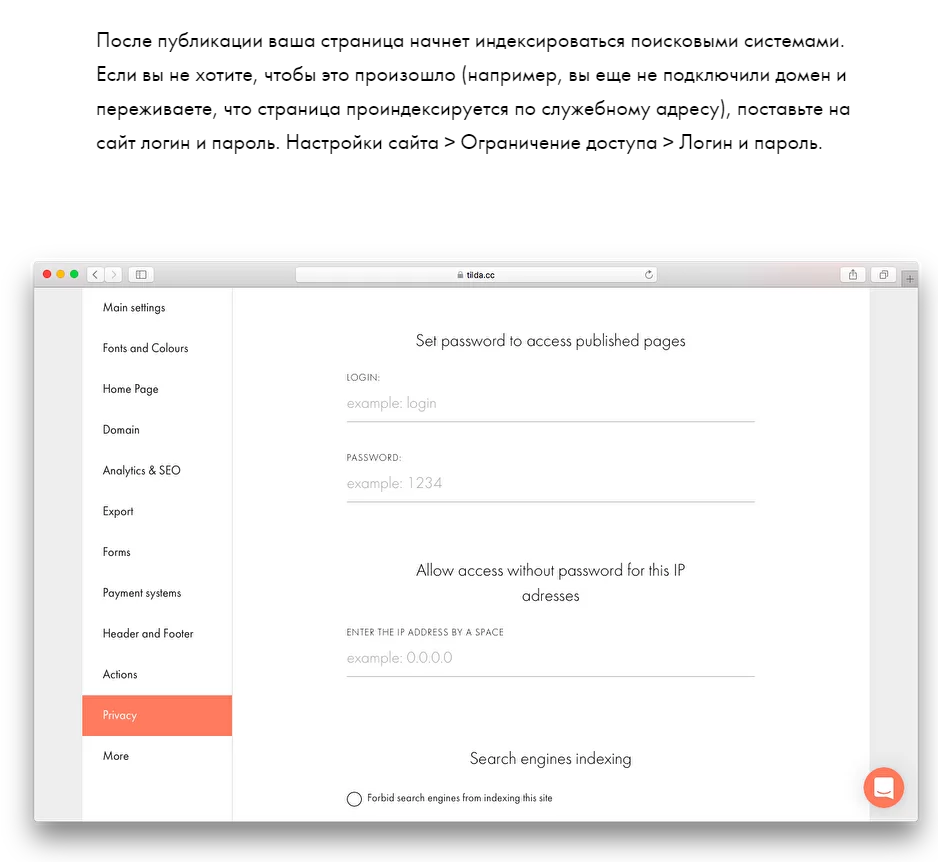 После публикации ваша страница начнет индексироваться поисковыми системами.
Если вы не хотите, чтобы это произошло (например, вы еще не подключили домен и
переживаете, что страница проиндексируется по служебному адресу), поставьте на
сайт логин и пароль. Настройки сайта > Ограничение доступа > Логин и пароль.
tilda.cc
Main settings
Fonts and Colours
Home Page
Domain
Analytics & SEO
Export
Forms
Payment systems
Header and Footer
Actions
Privacy
More
Set password to access published pages
LOGIN:
example: login
PASSWORD:
example: 1234
Allow access without password for this IP
adresses
ENTER THE IP ADDRESS BY A SPACE
example: 0.0.0.0
Search engines indexing
Forbid search engines from indexing this site